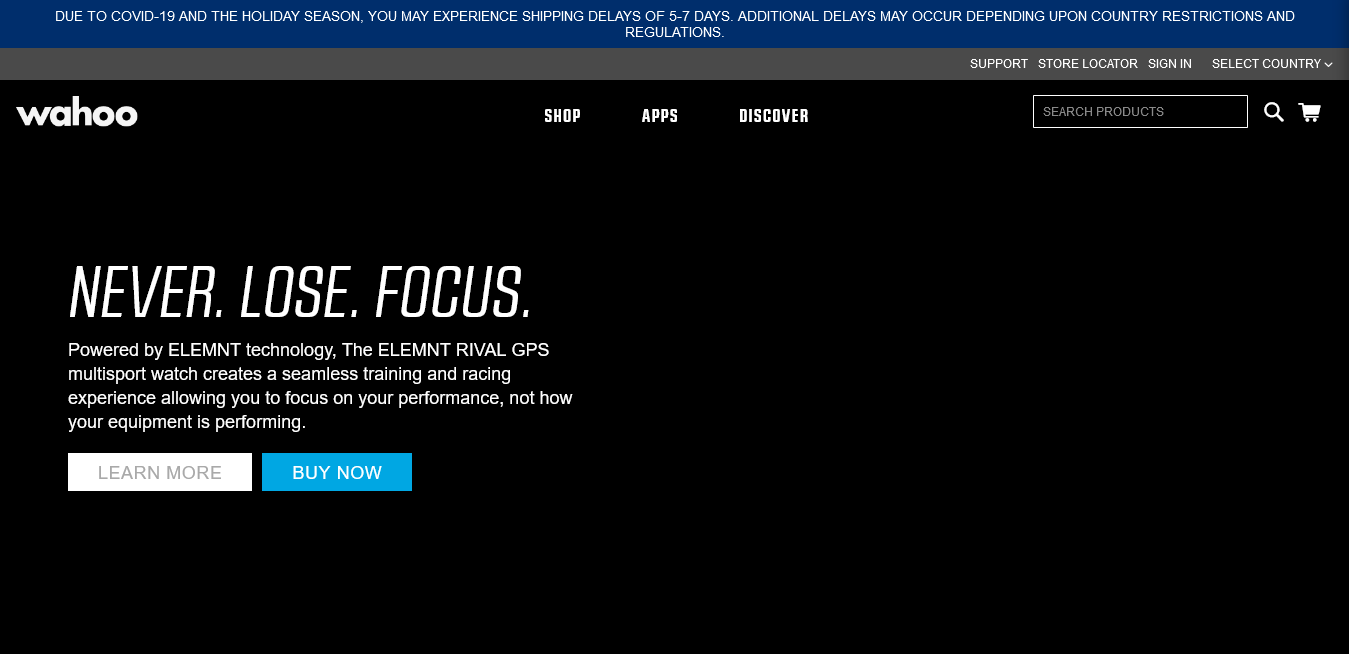 DUE TO COVID-19 AND THE HOLIDAY SEASON, YOU MAY EXPERIENCE SHIPPING DELAYS OF 5-7 DAYS. ADDITIONAL DELAYS MAY OCCUR DEPENDING UPON COUNTRY RESTRICTIONS AND
REGULATIONS.
SUPPORT STORE LOCATOR SIGN IN SELECT COUNTRY
wahoo SHOP APPS DISCOVER SEARCH PRODUCTS
NEVER. LOSE. FOCUS.
Powered by ELEMNT technology, The ELEMNT RIVAL GPS
multisport watch creates a seamless training and racing
experience allowing you to focus on your performance, not how
your equipment is performing.
LEARN MORE BUY NOW